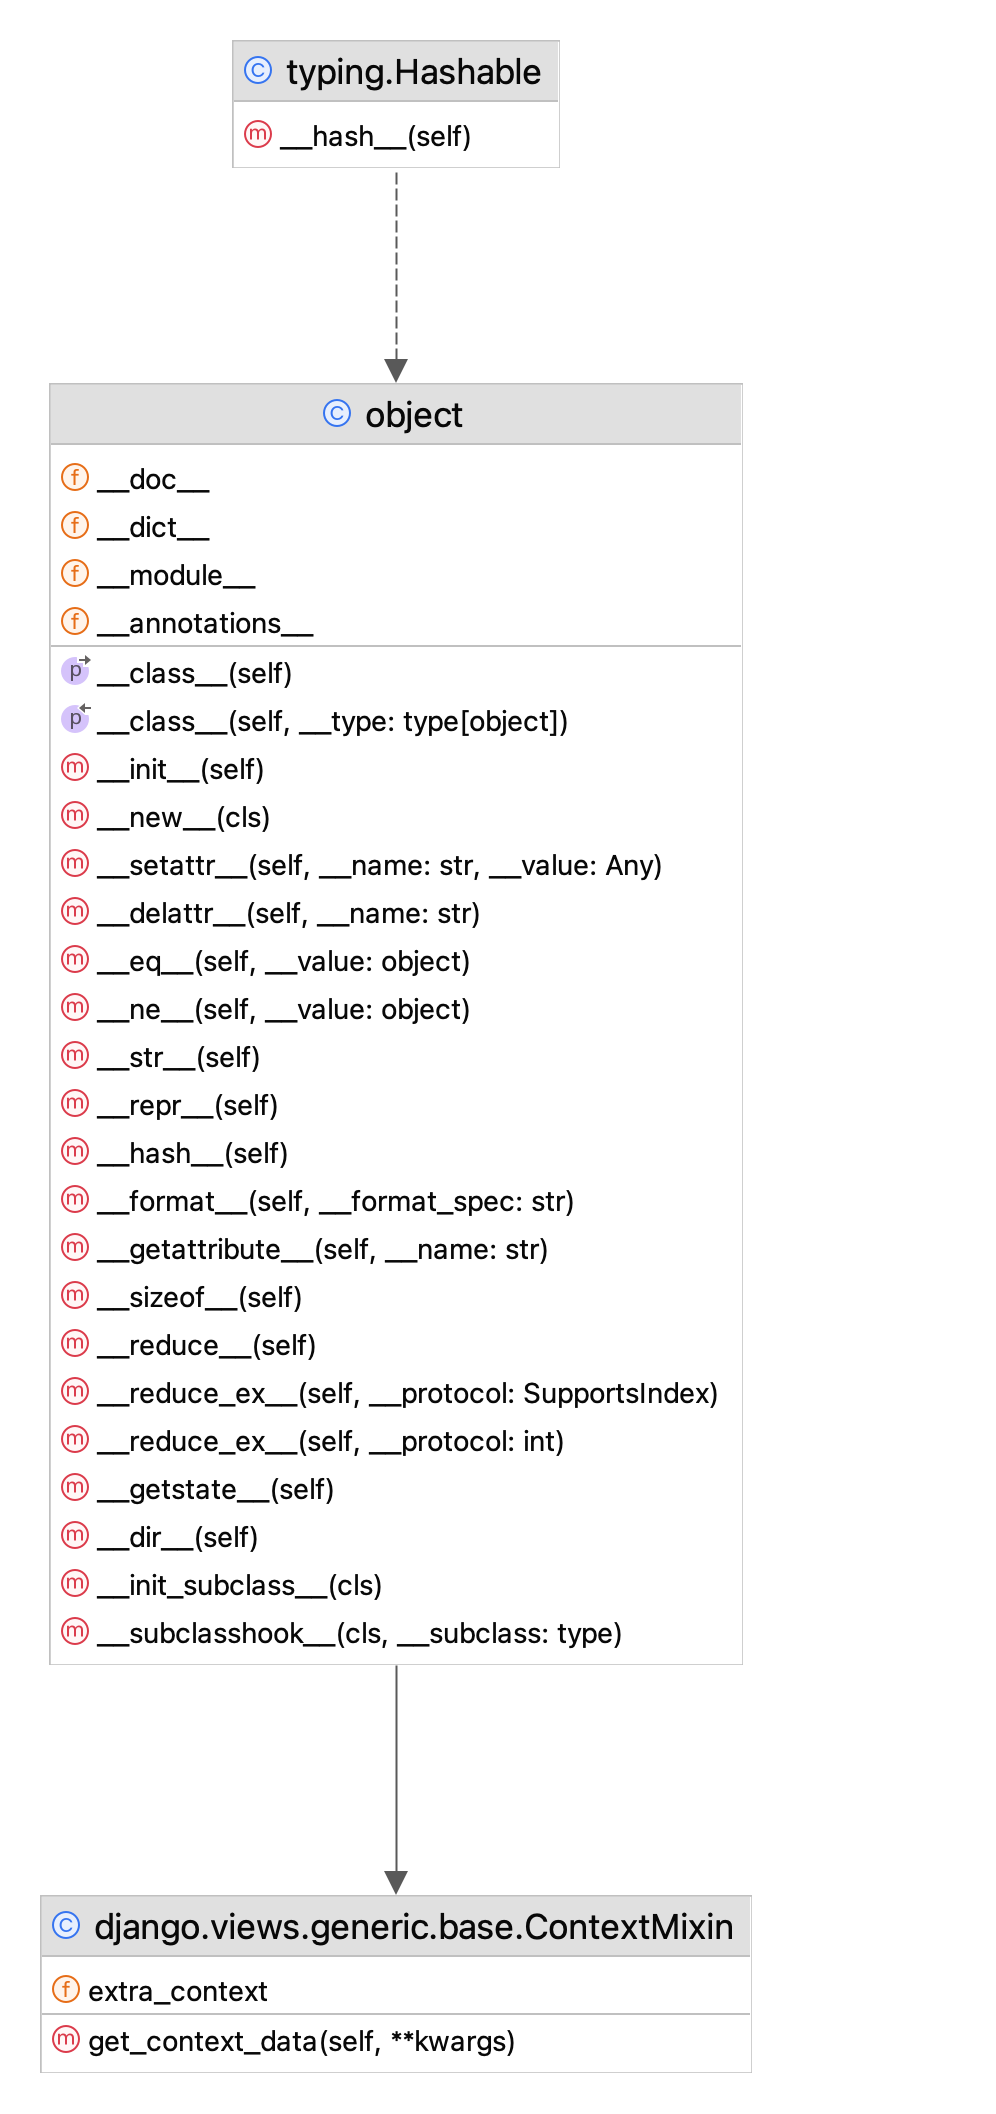 C typing.Hashable
m __hash__(self)
C object
f __doc__
f __dict__
f __module__
f __annotations__
p __class__(self)
p __class__(self, __type: type[object])
m __init__(self)
m __new__(cls)
m __setattr__(self, __name: str, __value: Any)
m __delattr__(self, __name: str)
m __eq__(self, __value: object)
m __ne__(self, __value: object)
m __str__(self)
m __repr__(self)
m __hash__(self)
m __format__(self, __format_spec: str)
m __getattribute__(self, __name: str)
m __sizeof__(self)
m __reduce__(self)
m __reduce_ex__(self, __protocol: SupportsIndex)
m __reduce_ex__(self, __protocol: int)
m __getstate__(self)
m __dir__(self)
m __init_subclass__(cls)
m __subclasshook__(cls, __subclass: type)
C django.views.generic.base.ContextMixin
f extra_context
m get_context_data(self, **kwargs)